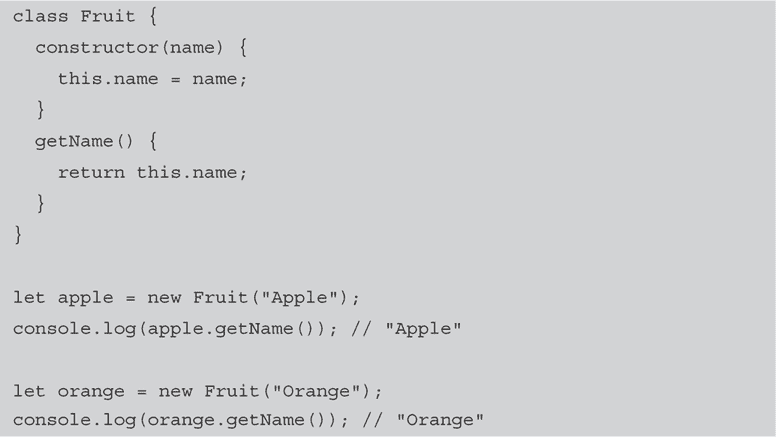 class Fruit {
  constructor(name) {
    this.name = name;
  }
  getName() {
    return this.name;
  }
}

let apple = new Fruit("Apple");
console.log(apple.getName()); // "Apple"

let orange = new Fruit("Orange");
console.log(orange.getName()); // "Orange"